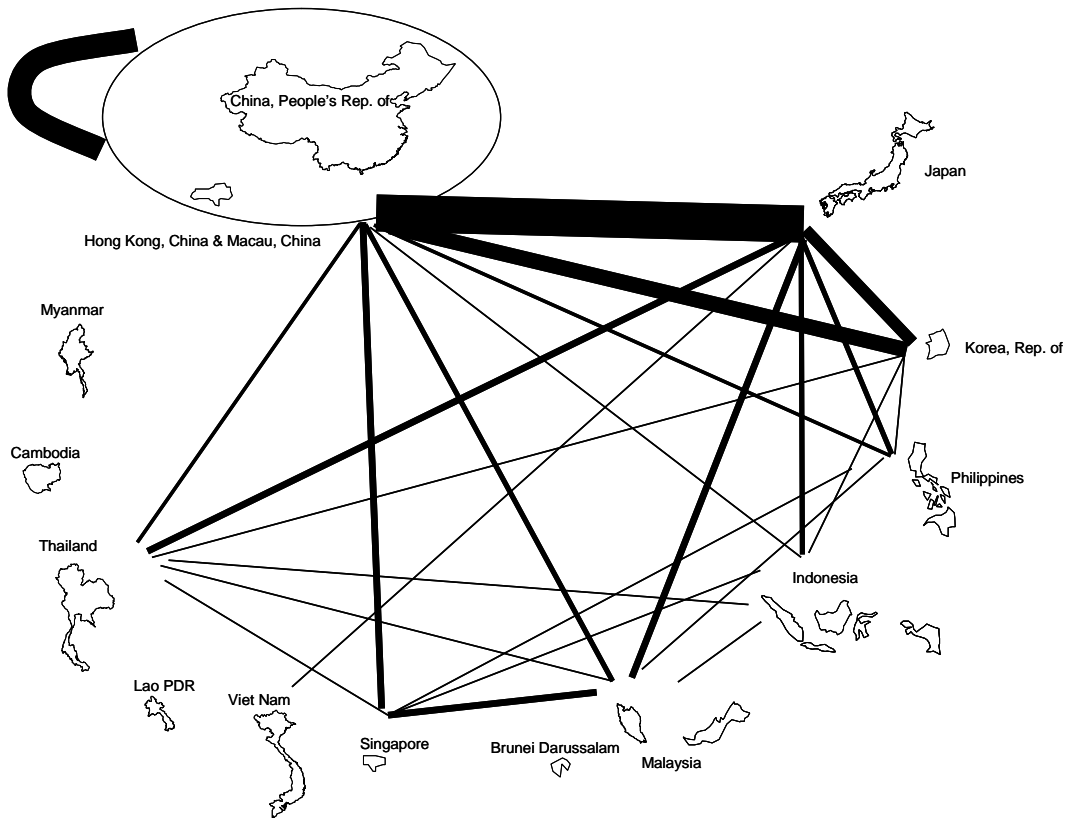 China, People's Rep. of
Japan
Hong Kong, China & Macau, China
Myanmar
Korea, Rep. of
Cambodia
Philippines
Thailand
Indonesia
Lao PDR
Viet Nam
Singapore
Brunei Darussalam
Malaysia